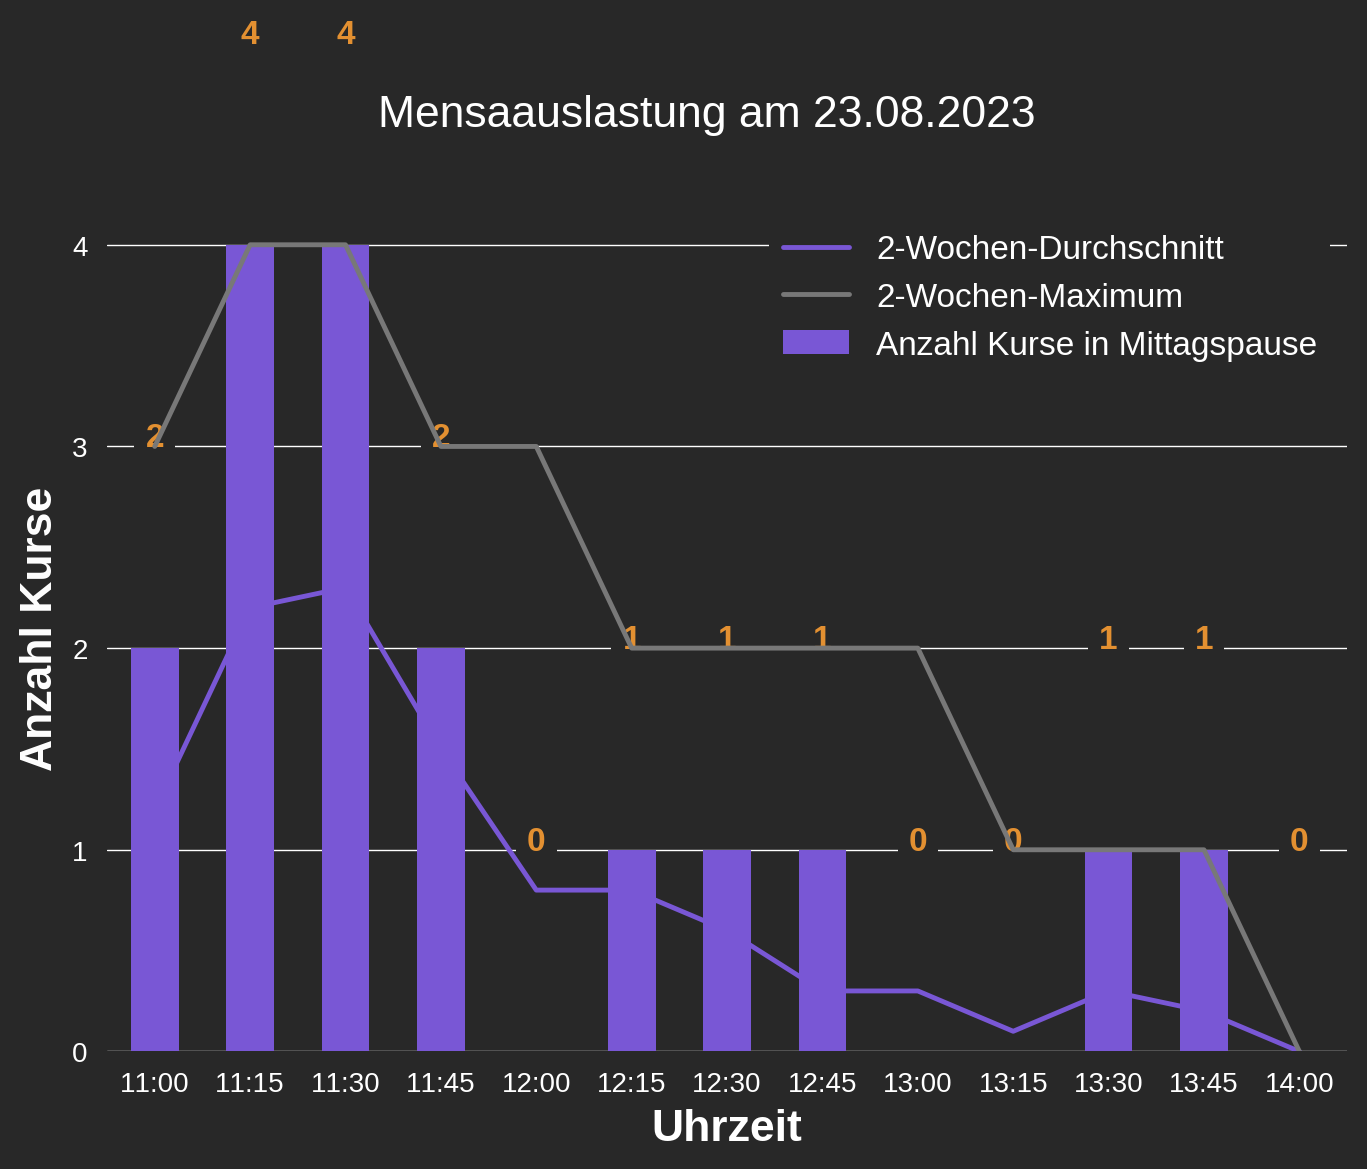 4 4
Mensaauslastung am 23.08.2023
4
2-Wochen-Durchschnitt
2-Wochen-Maximum
Anzahl Kurse in Mittagspause
2 2
3
Anzahl Kurse
1 1 1 1 1
2
0 0 0 0
1
0
11:00 11:15 11:30 11:45 12:00 12:15 12:30 12:45 13:00 13:15 13:30 13:45 14:00
Uhrzeit